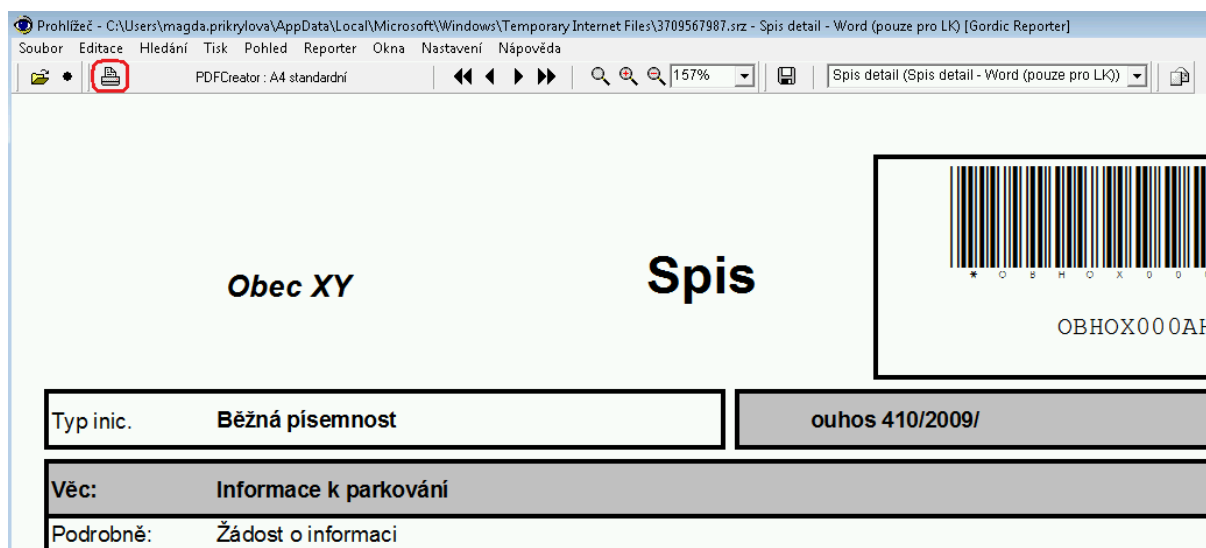 Prohlížeč - C:\Users\magda.prikrylova\AppData\Local\Microsoft\Windows\Temporary Internet Files\3709567987.srz - Spis detail - Word (pouze pro LK) [Gordic Reporter]
Soubor Editace Hledání Tisk Pohled Reporter Okna Nastavení Nápověda
PDFCreator : A4 standardní 157% Spis detail (Spis detail - Word (pouze pro LK))
* O B H O X 0 0
Obec XY Spis
OBHOX000AH
Typ inic. Běžná písemnost ouhos 410/2009/
Věc: Informace k parkování
Podrobně: Žádost o informaci